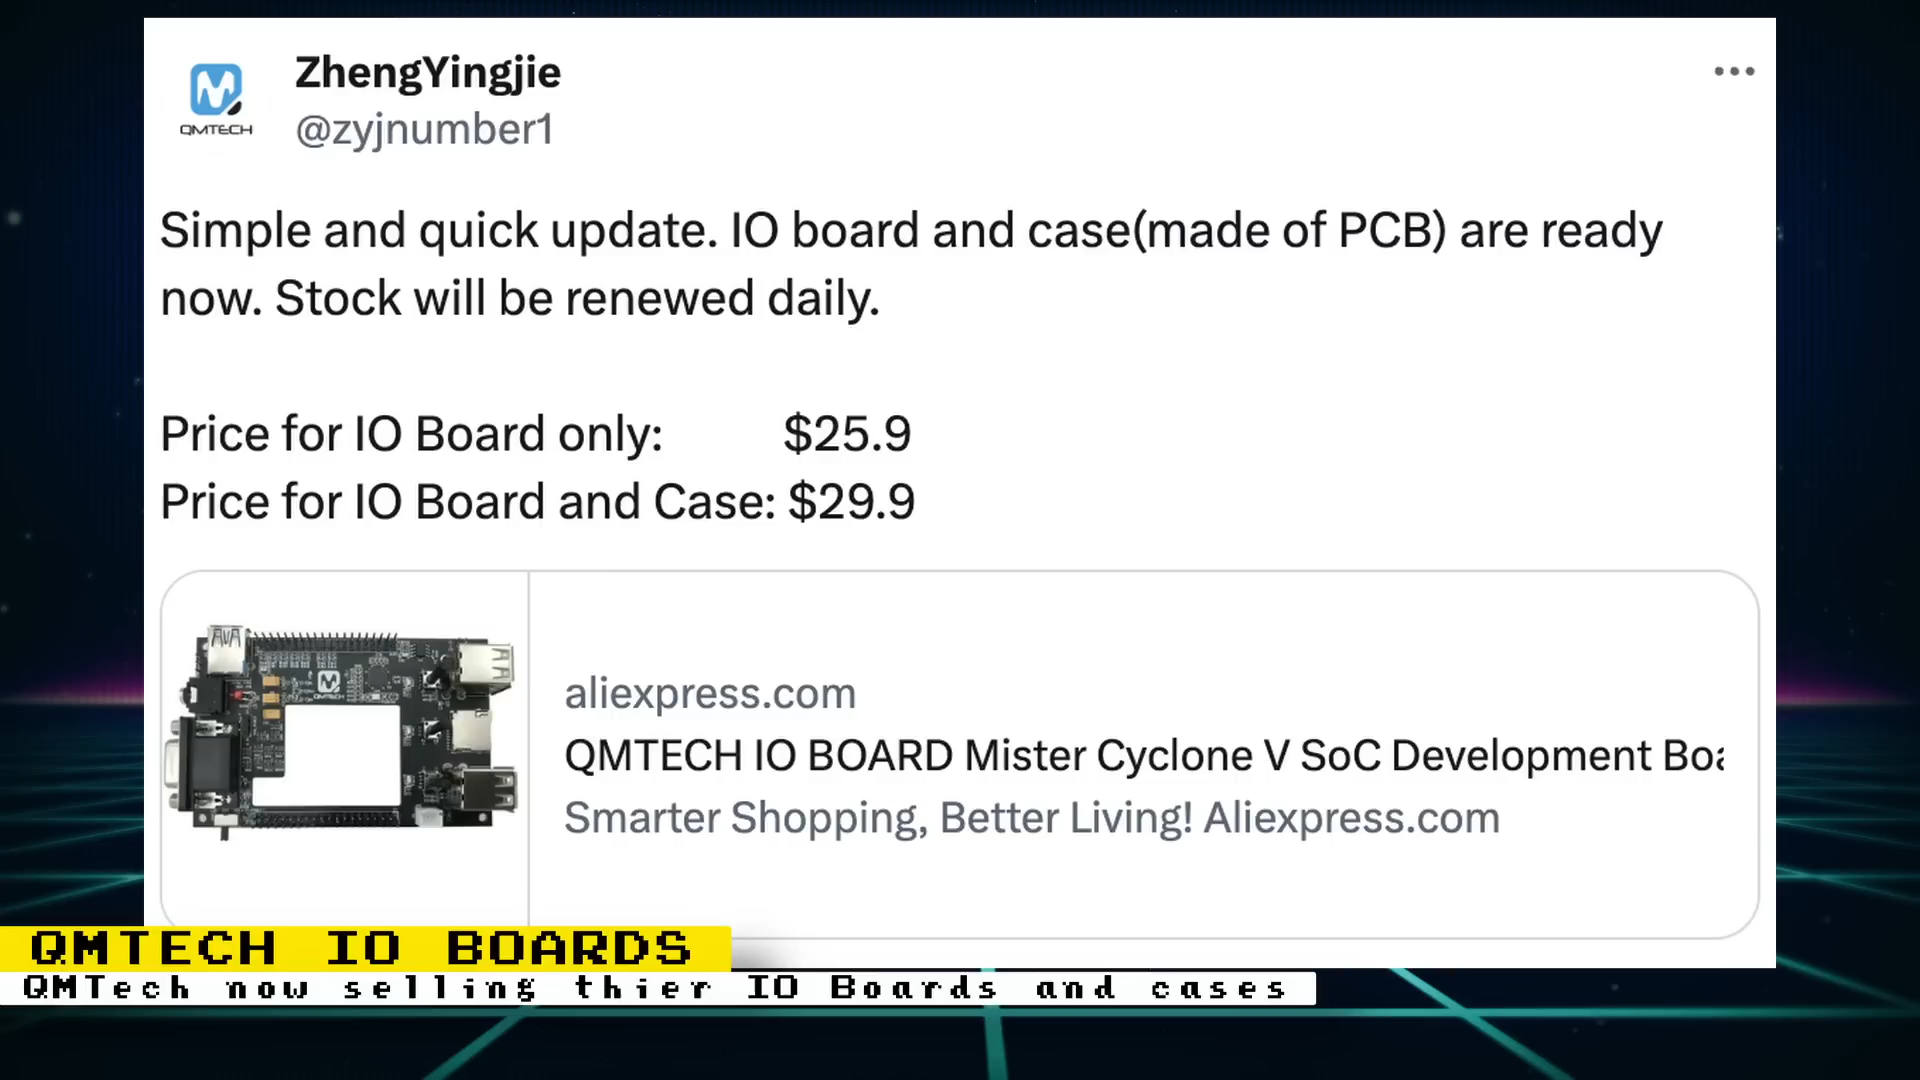 ZhengYingjie
QMTECH
@zyjnumber1
Simple and quick update. IO board and case(made of PCB) are ready
now. Stock will be renewed daily.
Price for IO Board only: $25.9
Price for IO Board and Case: $29.9
QMTECH
aliexpress.com
QMTECH IO BOARD Mister Cyclone V SoC Development Boa
Smarter Shopping, Better Living! Aliexpress.com
QMTECH IO BOARDS
QMTech now selling thier IO Boards and cases